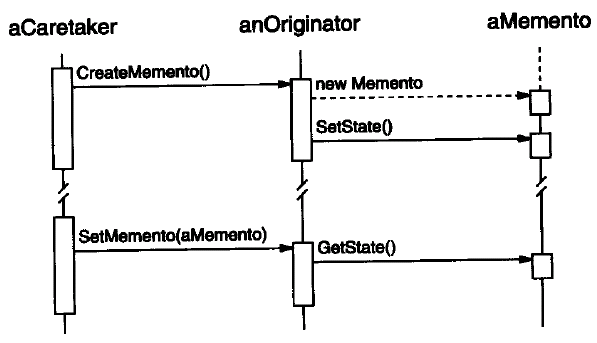 aCaretaker anOriginator aMemento
CreateMemento()
new Memento
SetState()
SetMemento(aMemento)
GetState()